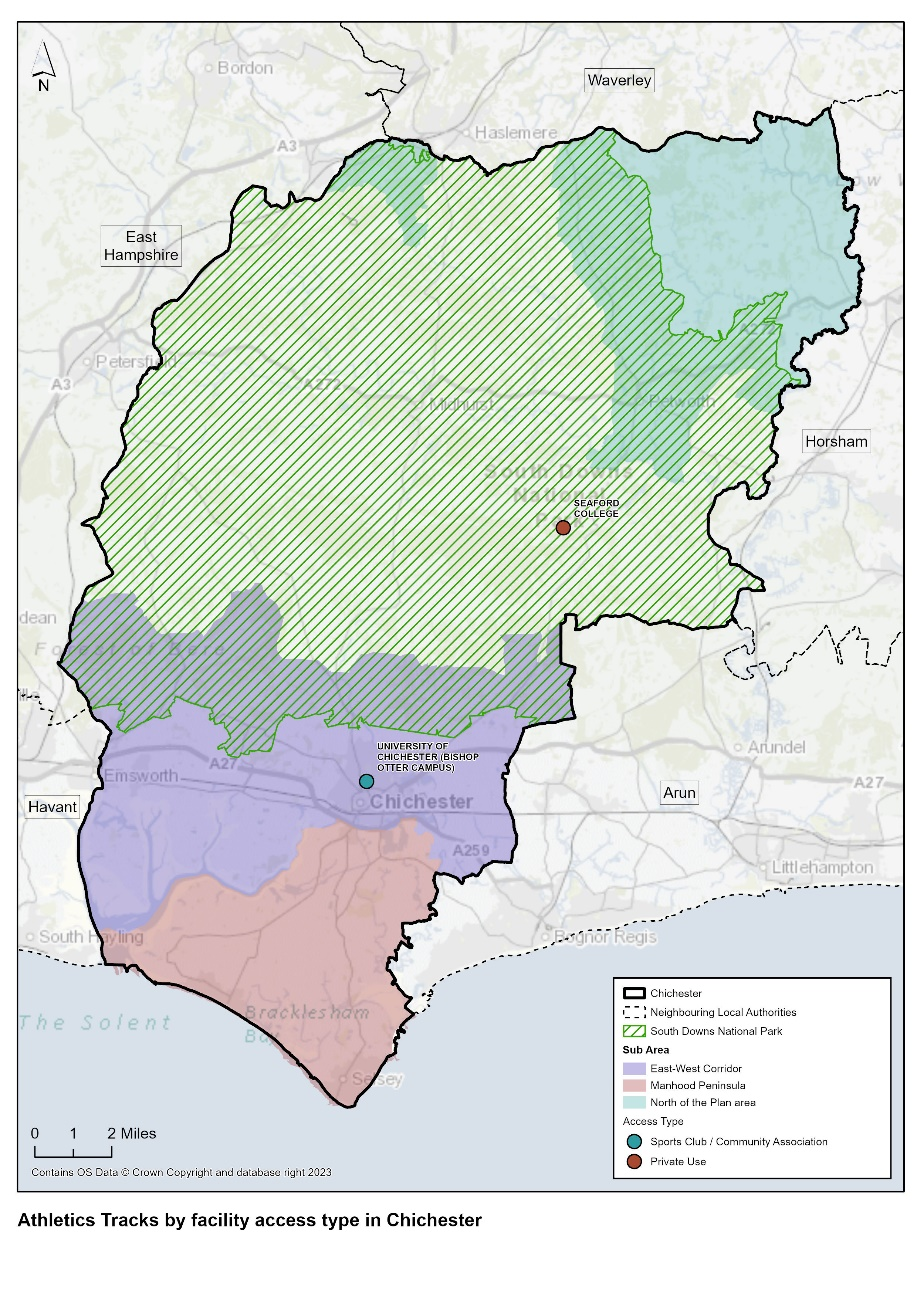 Bordon
Waverley
N
Haslemere
A3
East
Hampshire
Petersfield
A3
A272
Midhurst
Petworth
Horsham
South Downs
National
SEAFORD
COLLEGE
dean
UNIVERSITY OF
CHICHESTER (BISHOP
OTTER CAMPUS)
Arundel
Emsworth
A27
A27
Havant
Chichester
Arun
A259
Littlehampton
South Hayling
Bognor Regis
The Solent
Bracklesham
Bay
Selsey
Chichester
Neighbouring Local Authorities
South Downs National Park
Sub Area
East-West Corridor
Manhood Peninsula
North of the Plan area
Access Type
Sports Club / Community Association
Private Use
0 1 2 Miles
Contains OS Data © Crown Copyright and database right 2023
Athletics Tracks by facility access type in Chichester